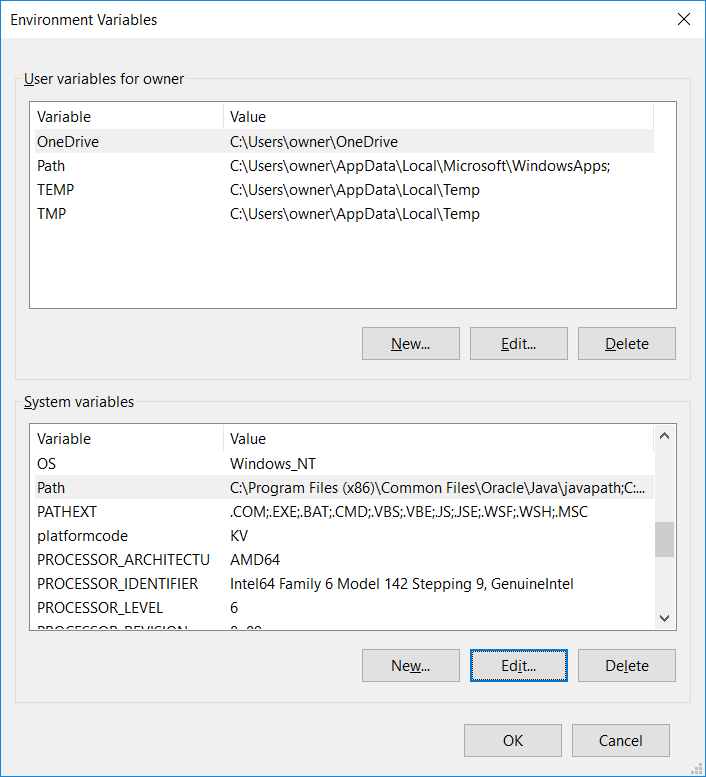 Environment Variables
User variables for owner
Variable Value
OneDrive C:\Users\owner\OneDrive
Path C:\Users\owner\AppData\Local\Microsoft\WindowsApps;
TEMP C:\Users\owner\AppData\Local\Temp
TMP C:\Users\owner\AppData\Local\Temp
New... Edit... Delete
System variables
Variable Value
OS Windows_NT
Path C:\Program Files (x86)\Common Files\Oracle\Java\javapath;C:...
PATHEXT .COM;.EXE;.BAT;.CMD;.VBS;.VBE;.JS;.JSE;.WSF;.WSH;.MSC
platformcode KV
PROCESSOR_ARCHITECTU AMD64
PROCESSOR_IDENTIFIER Intel64 Family 6 Model 142 Stepping 9, GenuineIntel
PROCESSOR_LEVEL 6
PROCESSOR_REVISION
New... Edit... Delete
OK Cancel